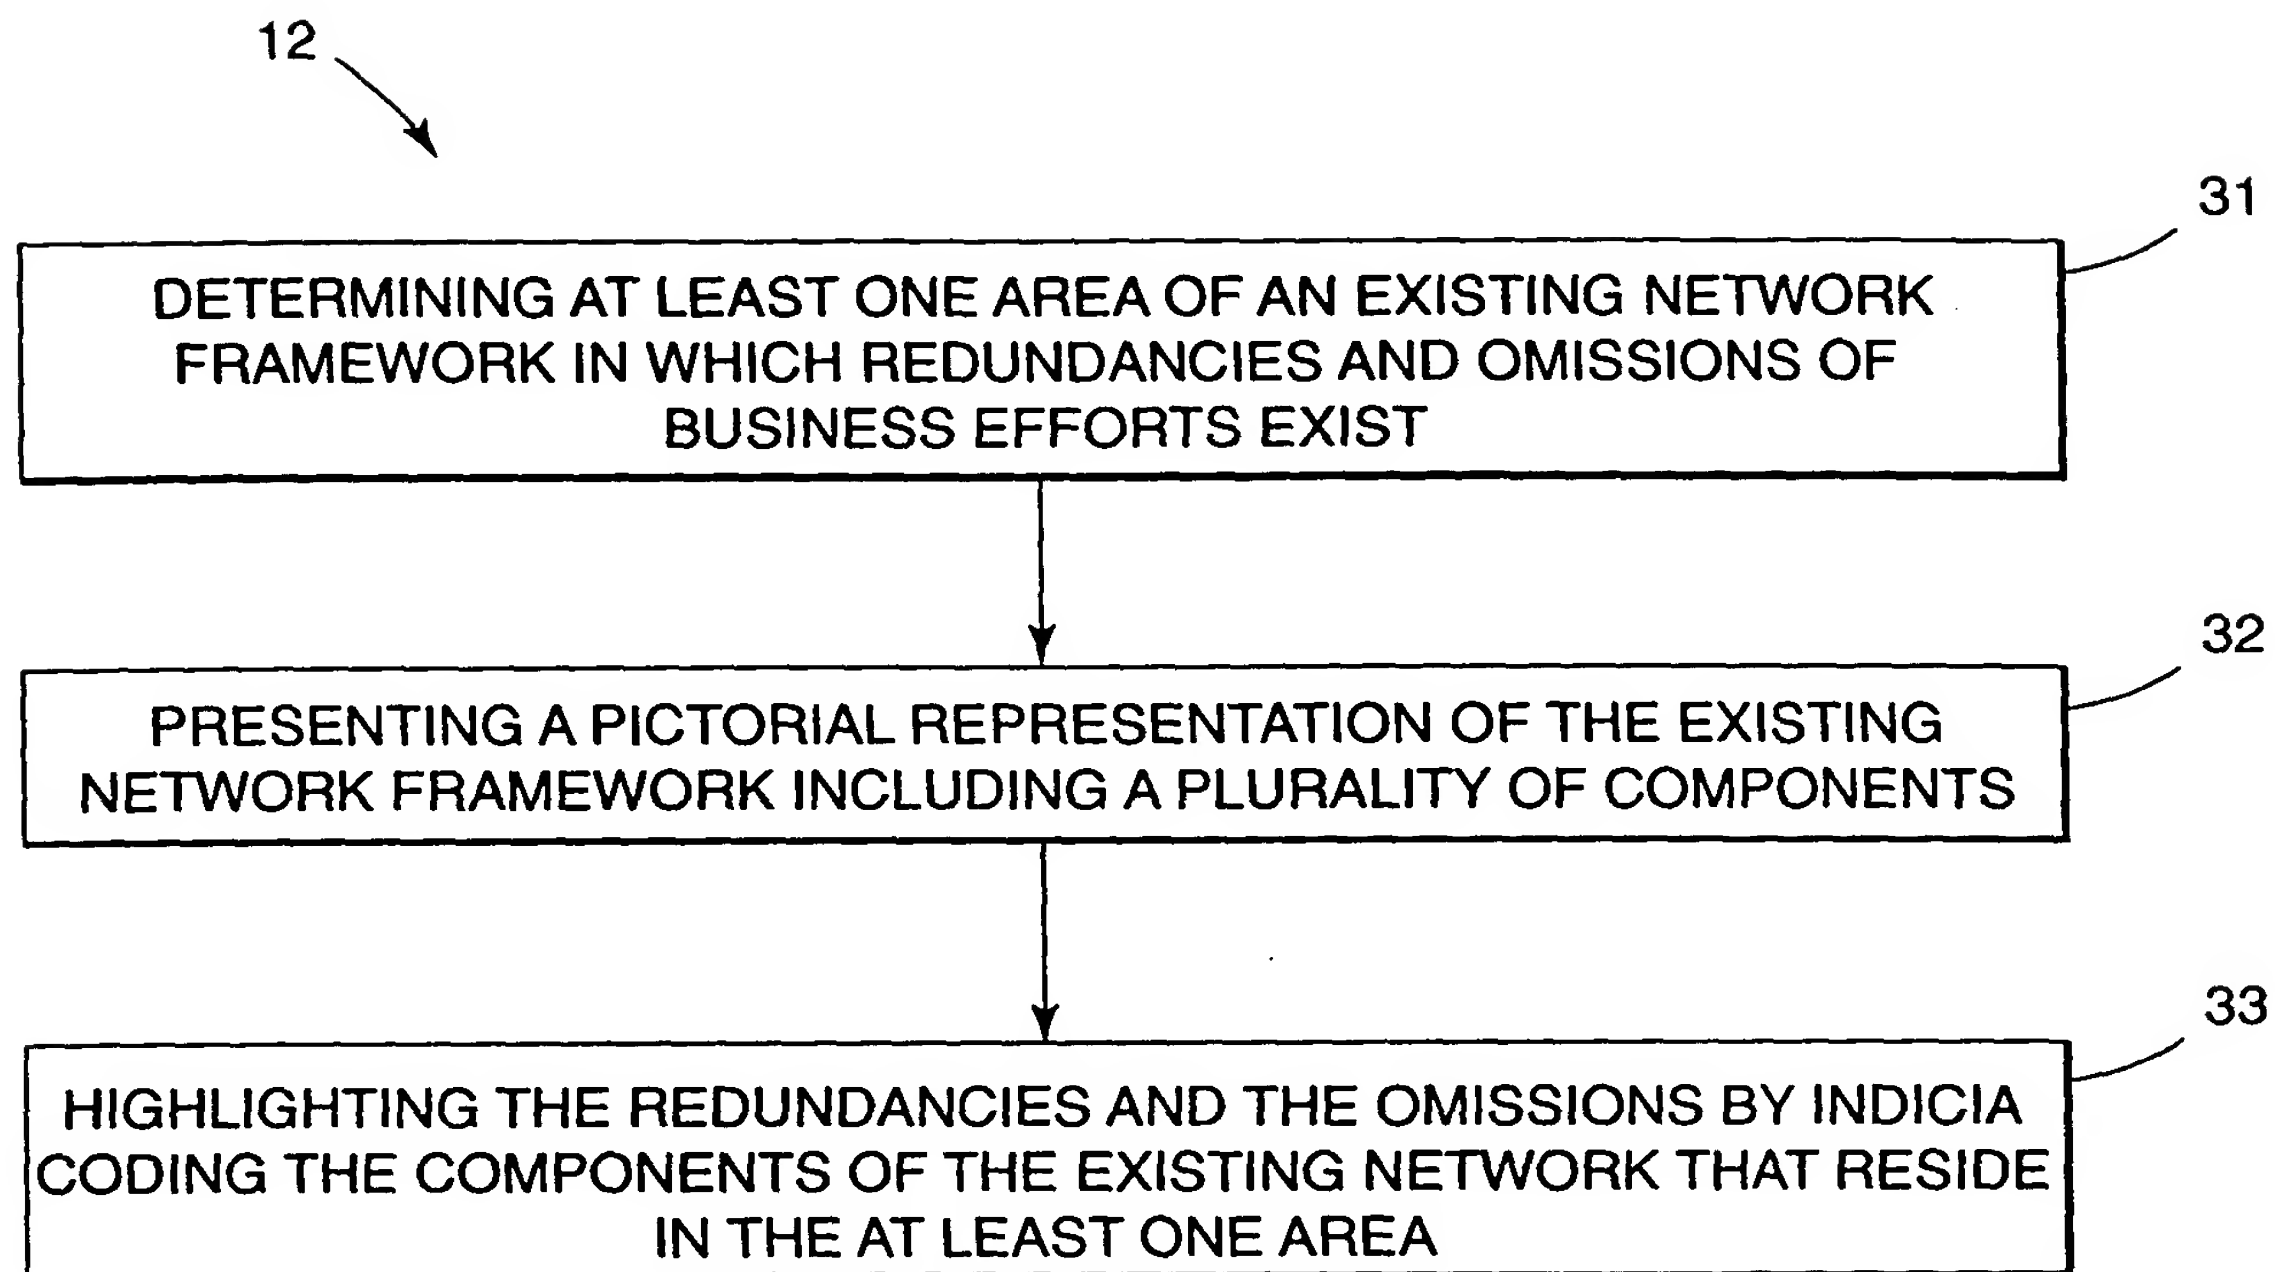 12
31
DETERMINING AT LEAST ONE AREA OF AN EXISTING NETWORK
FRAMEWORK IN WHICH REDUNDANCIES AND OMISSIONS OF
BUSINESS EFFORTS EXIST
32
PRESENTING A PICTORIAL REPRESENTATION OF THE EXISTING
NETWORK FRAMEWORK INCLUDING A PLURALITY OF COMPONENTS
33
HIGHLIGHTING THE REDUNDANCIES AND THE OMISSIONS BY INDICIA
CODING THE COMPONENTS OF THE EXISTING NETWORK THAT RESIDE
IN THE AT LEAST ONE AREA